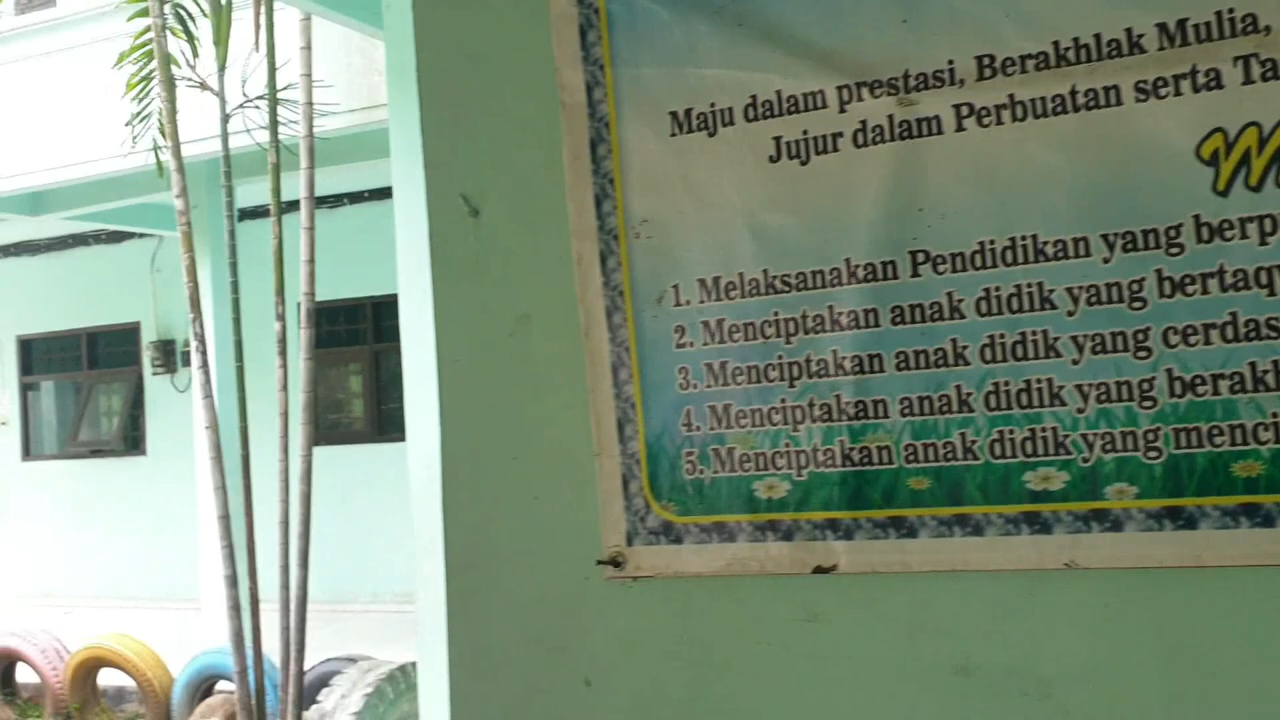 Maju dalam prestasi, Berakhlak Mulia,
Jujur dalam Perbuatan serta
1. Melaksanakan Pendidikan yang
2. Menciptakan anak didik yang
3. Menciptakan anak didik yang cerdas
4. Menciptakan anak didik yang
5. Menciptakan anak didik yang